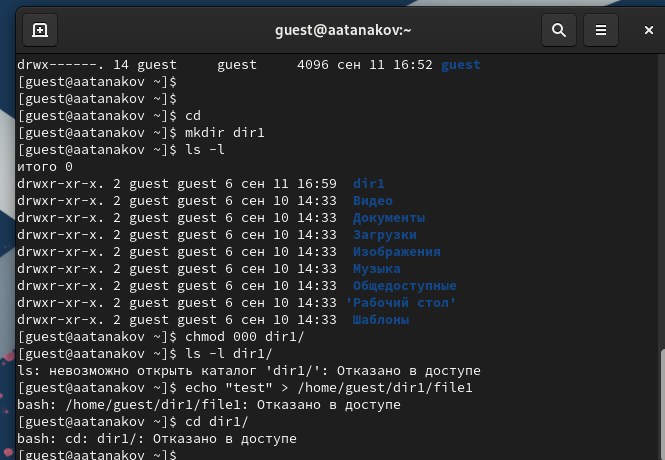 guest@aatanakov:~
drwx------. 14 guest     guest     4096 сен 11 16:52 guest
[guest@aatanakov ~]$
[guest@aatanakov ~]$
[guest@aatanakov ~]$ cd
[guest@aatanakov ~]$ mkdir dir1
[guest@aatanakov ~]$ ls -l
итого 0
drwxr-xr-x. 2 guest guest 6 сен 11 16:59  dir1
drwxr-xr-x. 2 guest guest 6 сен 10 14:33  Видео
drwxr-xr-x. 2 guest guest 6 сен 10 14:33  Документы
drwxr-xr-x. 2 guest guest 6 сен 10 14:33  Загрузки
drwxr-xr-x. 2 guest guest 6 сен 10 14:33  Изображения
drwxr-xr-x. 2 guest guest 6 сен 10 14:33  Музыка
drwxr-xr-x. 2 guest guest 6 сен 10 14:33  Общедоступные
drwxr-xr-x. 2 guest guest 6 сен 10 14:33 'Рабочий стол'
drwxr-xr-x. 2 guest guest 6 сен 10 14:33  Шаблоны
[guest@aatanakov ~]$ chmod 000 dir1/
[guest@aatanakov ~]$ ls -l dir1/
ls: невозможно открыть каталог 'dir1/': Отказано в доступе
[guest@aatanakov ~]$ echo "test" > /home/guest/dir1/file1
bash: /home/guest/dir1/file1: Отказано в доступе
[guest@aatanakov ~]$ cd dir1/
bash: cd: dir1/: Отказано в доступе
[guest@aatanakov ~]$